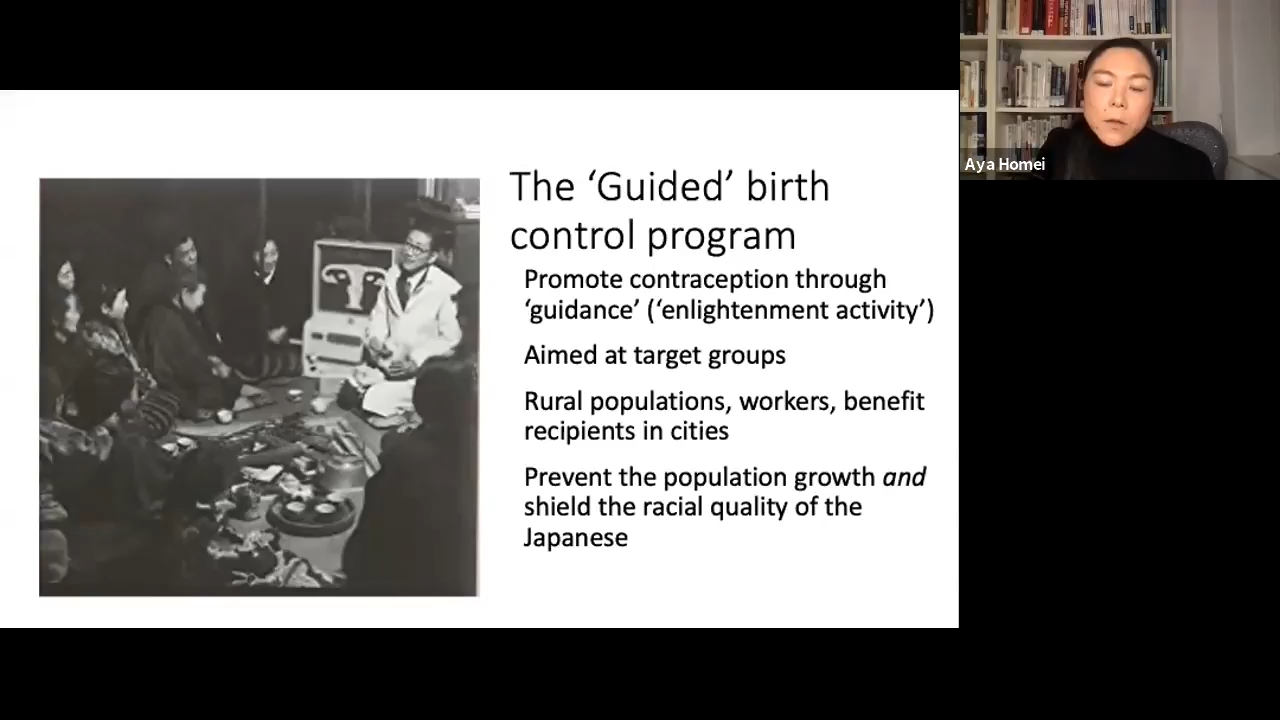 The ‘Guided’ birth
control program
Promote contraception through
‘guidance’ (‘enlightenment activity’)
Aimed at target groups
Rural populations, workers, benefit
recipients in cities
Prevent the population growth and
shield the racial quality of the
Japanese
Aya Homei